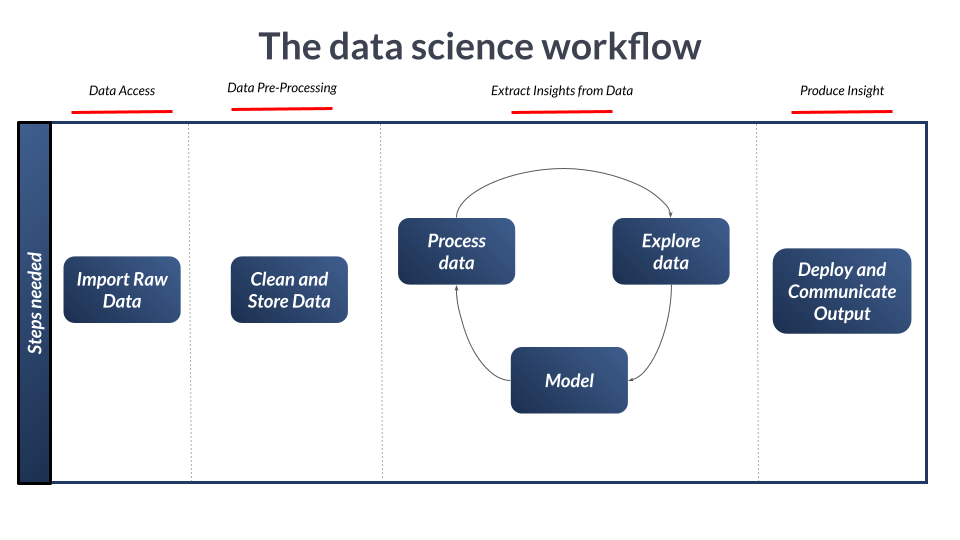 The data science workflow
Data Access
Data Pre-Processing
Extract Insights from Data
Produce Insight
Steps needed
Import Raw
Data
Clean and
Store Data
Process
data
Explore
data
Model
Deploy and
Communicate
Output